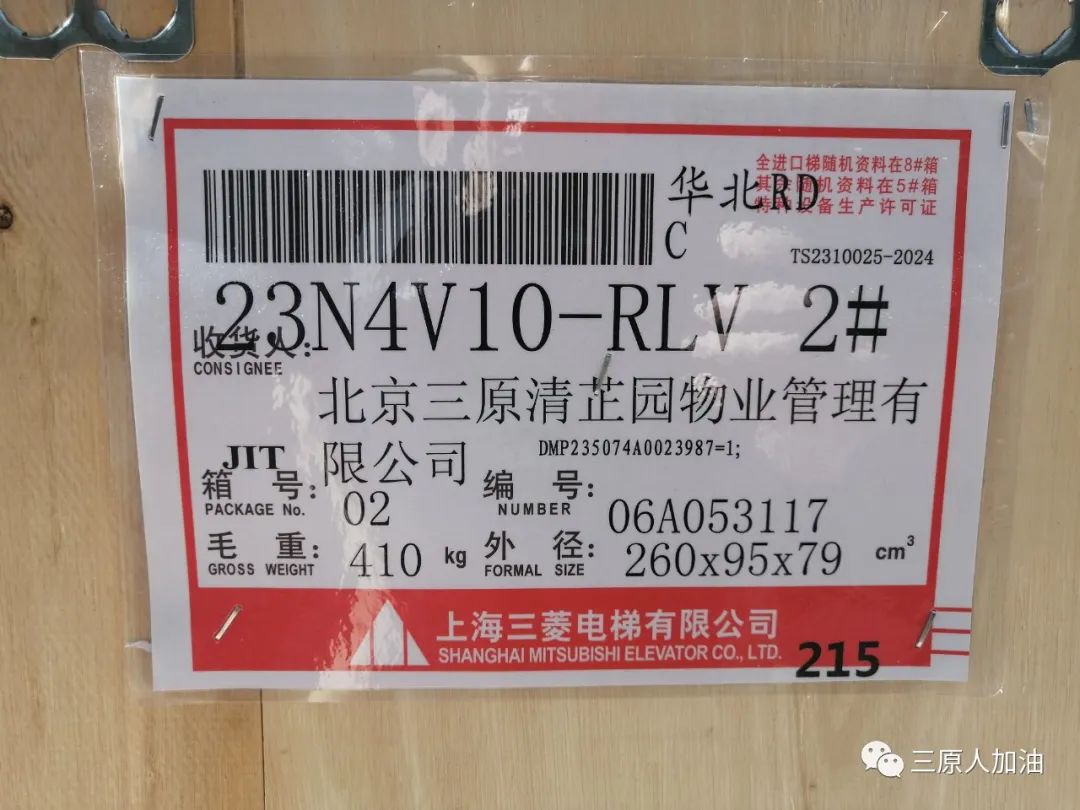 全进口梯随机资料在8#箱
其余随机资料在5#箱
特种设备生产许可证
华北RD
C
TS2310025-2024
23N4V10-RLV 2#
收货人:
CONSIGNEE
北京三原清芷园物业管理有
限公司
DMP235074A0023987=1;
JIT
箱 号: 02
PACKAGE No.
编 号: 06A053117
NUMBER
毛 重: 410 kg
GROSS WEIGHT
外 径: 260x95x79 cm³
FORMAL SIZE
上海三菱电梯有限公司
SHANGHAI MITSUBISHI ELEVATOR CO., LTD.
215
三原人加油